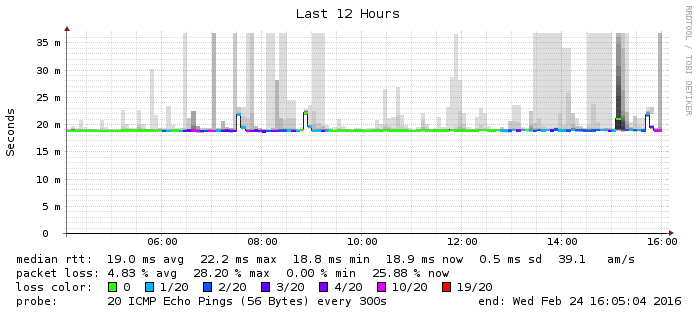 Last 12 Hours
RRDTOOL / TOBI OETIKER
Seconds
35 m
30 m
25 m
20 m
15 m
10 m
5 m
0
06:00 08:00 10:00 12:00 14:00 16:00
median rtt: 19.0 ms avg 22.2 ms max 18.8 ms min 18.9 ms now 0.5 ms sd 39.1 am/s
packet loss: 4.83 % avg 28.20 % max 0.00 % min 25.88 % now
loss color: 0 1/20 2/20 3/20 4/20 10/20 19/20
probe: 20 ICMP Echo Pings (56 Bytes) every 300s end: Wed Feb 24 16:05:04 2016